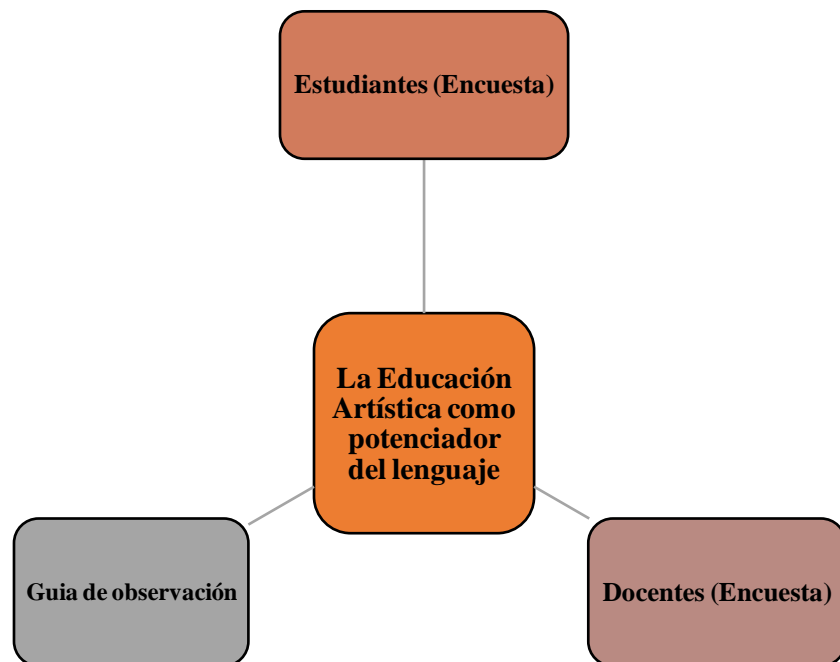 Estudiantes (Encuesta)
La Educación
Artística como
potenciador
del lenguaje
Guia de observación
Docentes (Encuesta)